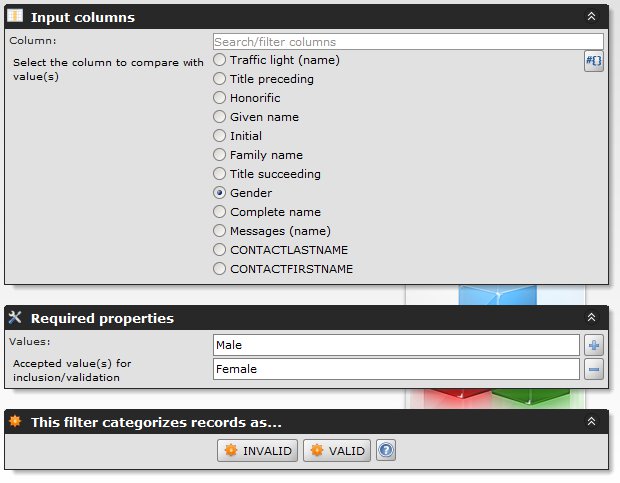 Input columns
Column:
Search/filter columns
Select the column to compare with
value(s)
Traffic light (name)
#{}
Title preceding
Honorific
Given name
Initial
Family name
Title succeeding
Gender
Complete name
Messages (name)
CONTACTLASTNAME
CONTACTFIRSTNAME
Required properties
Values:
Male
Accepted value(s) for
inclusion/validation
Female
This filter categorizes records as...
INVALID VALID ?